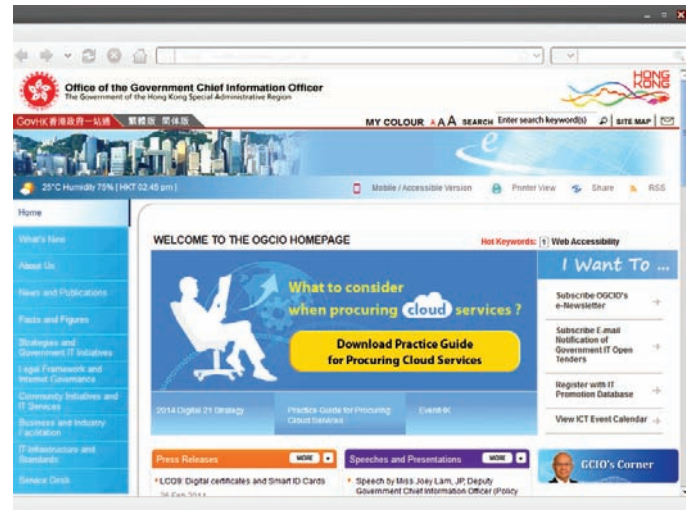 HONG
KONG
Office of the Government Chief Information Officer
The Government of the Hong Kong Special Administrative Region
GovHK 香港政府一站通 繁體版 简体版 MY COLOUR A A A SEARCH Enter search keyword(s) SITE MAP
25°C Humidity 75% | HKT 02:45 pm | Mobile / Accessible Version Printer View Share RSS
Home
What's New
About Us
News and Publications
Facts and Figures
Strategies and
Government IT Initiatives
Legal Framework and
Internet Governance
Community Initiatives and
IT Services
Business and Industry
Facilitation
IT Infrastructure and
Standards
Service Desk
WELCOME TO THE OGCIO HOMEPAGE Hot Keywords: 1 Web Accessibility
What to consider
when procuring cloud services ?
Download Practice Guide
for Procuring Cloud Services
2014 Digital 21 Strategy
Practice Guide for Procuring
Cloud Services
Event-IK
I Want To ...
Subscribe OGCIO's
e-Newsletter
Subscribe E-mail
Notification of
Government IT Open
Tenders
Register with IT
Promotion Database
View ICT Event Calendar
GCIO's Corner
Press Releases MORE
LCQ9: Digital certificates and Smart ID Cards
26 Feb 2014
Speeches and Presentations MORE
Speech by Miss Joey Lam, JP, Deputy
Government Chief Information Officer (Policy